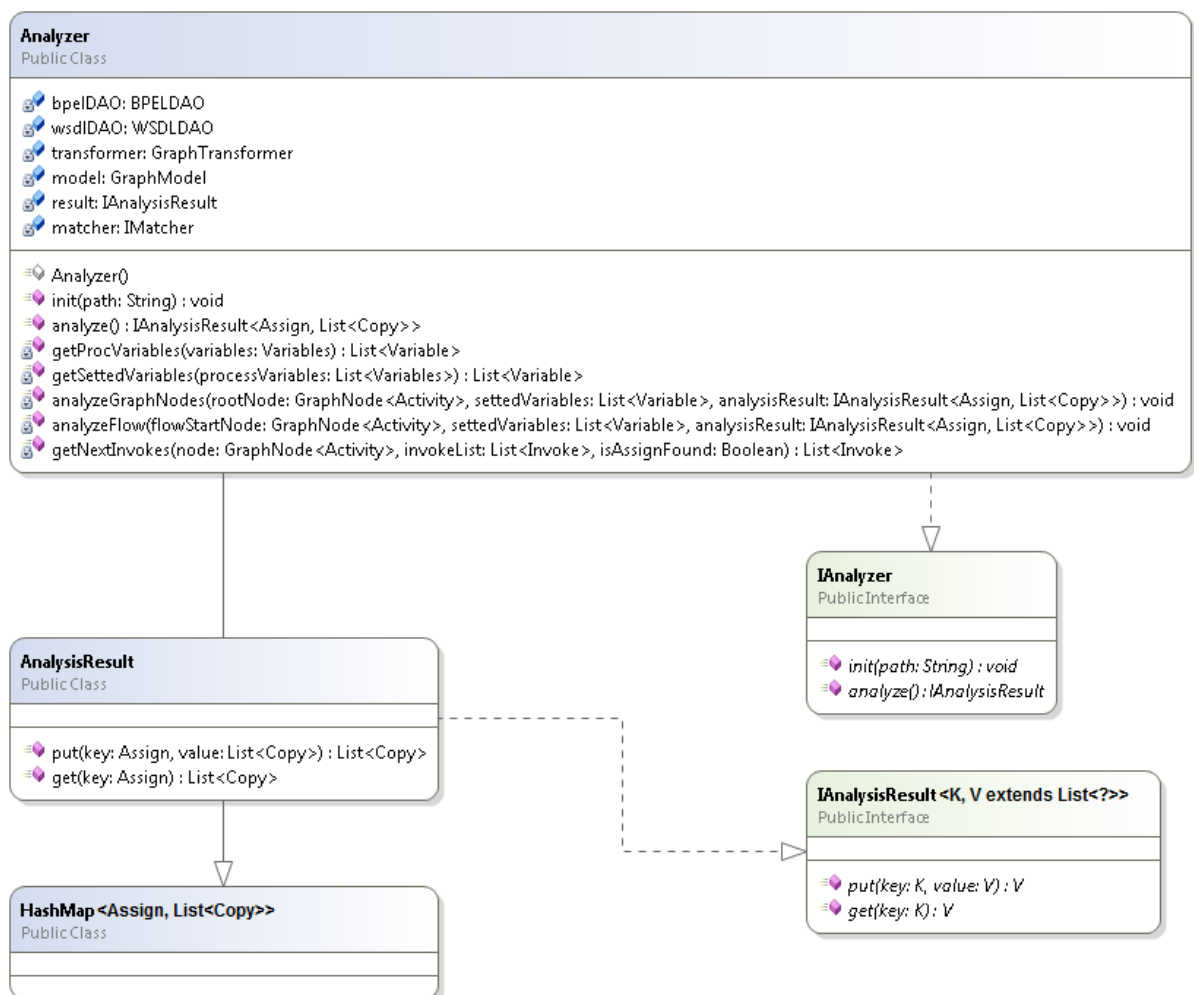 Analyzer
Public Class
bpelDAO: BPELDAO
wsdlDAO: WSDLDAO
transformer: GraphTransformer
model: GraphModel
result: IAnalysisResult
matcher: IMatcher
Analyzer()
init(path: String) : void
analyze() : IAnalysisResult<Assign, List<Copy>>
getProcVariables(variables: Variables) : List<Variable>
getSettedVariables(processVariables: List<Variables>) : List<Variable>
analyzeGraphNodes(rootNode: GraphNode<Activity>, settedVariables: List<Variable>, analysisResult: IAnalysisResult<Assign, List<Copy>>) : void
analyzeFlow(flowStartNode: GraphNode<Activity>, settedVariables: List<Variable>, analysisResult: IAnalysisResult<Assign, List<Copy>>) : void
getNextInvokes(node: GraphNode<Activity>, invokeList: List<Invoke>, isAssignFound: Boolean) : List<Invoke>
IAnalyzer
Public Interface
init(path: String) : void
analyze() : IAnalysisResult
AnalysisResult
Public Class
put(key: Assign, value: List<Copy>) : List<Copy>
get(key: Assign) : List<Copy>
IAnalysisResult <K, V extends List<?>>
Public Interface
put(key: K, value: V) : V
get(key: K) : V
HashMap <Assign, List<Copy>>
Public Class